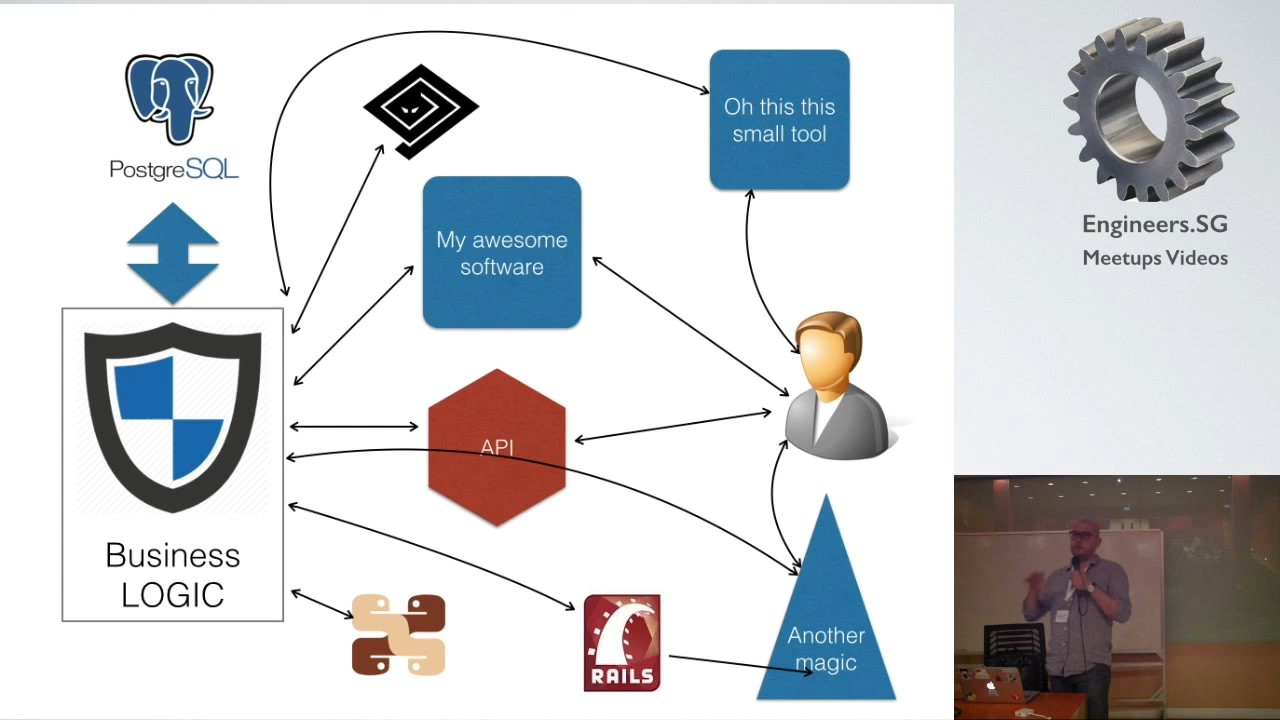 PostgreSQL
Oh this this
small tool
My awesome
software
API
Business
LOGIC
RAILS
Another
magic
Engineers.SG
Meetups Videos